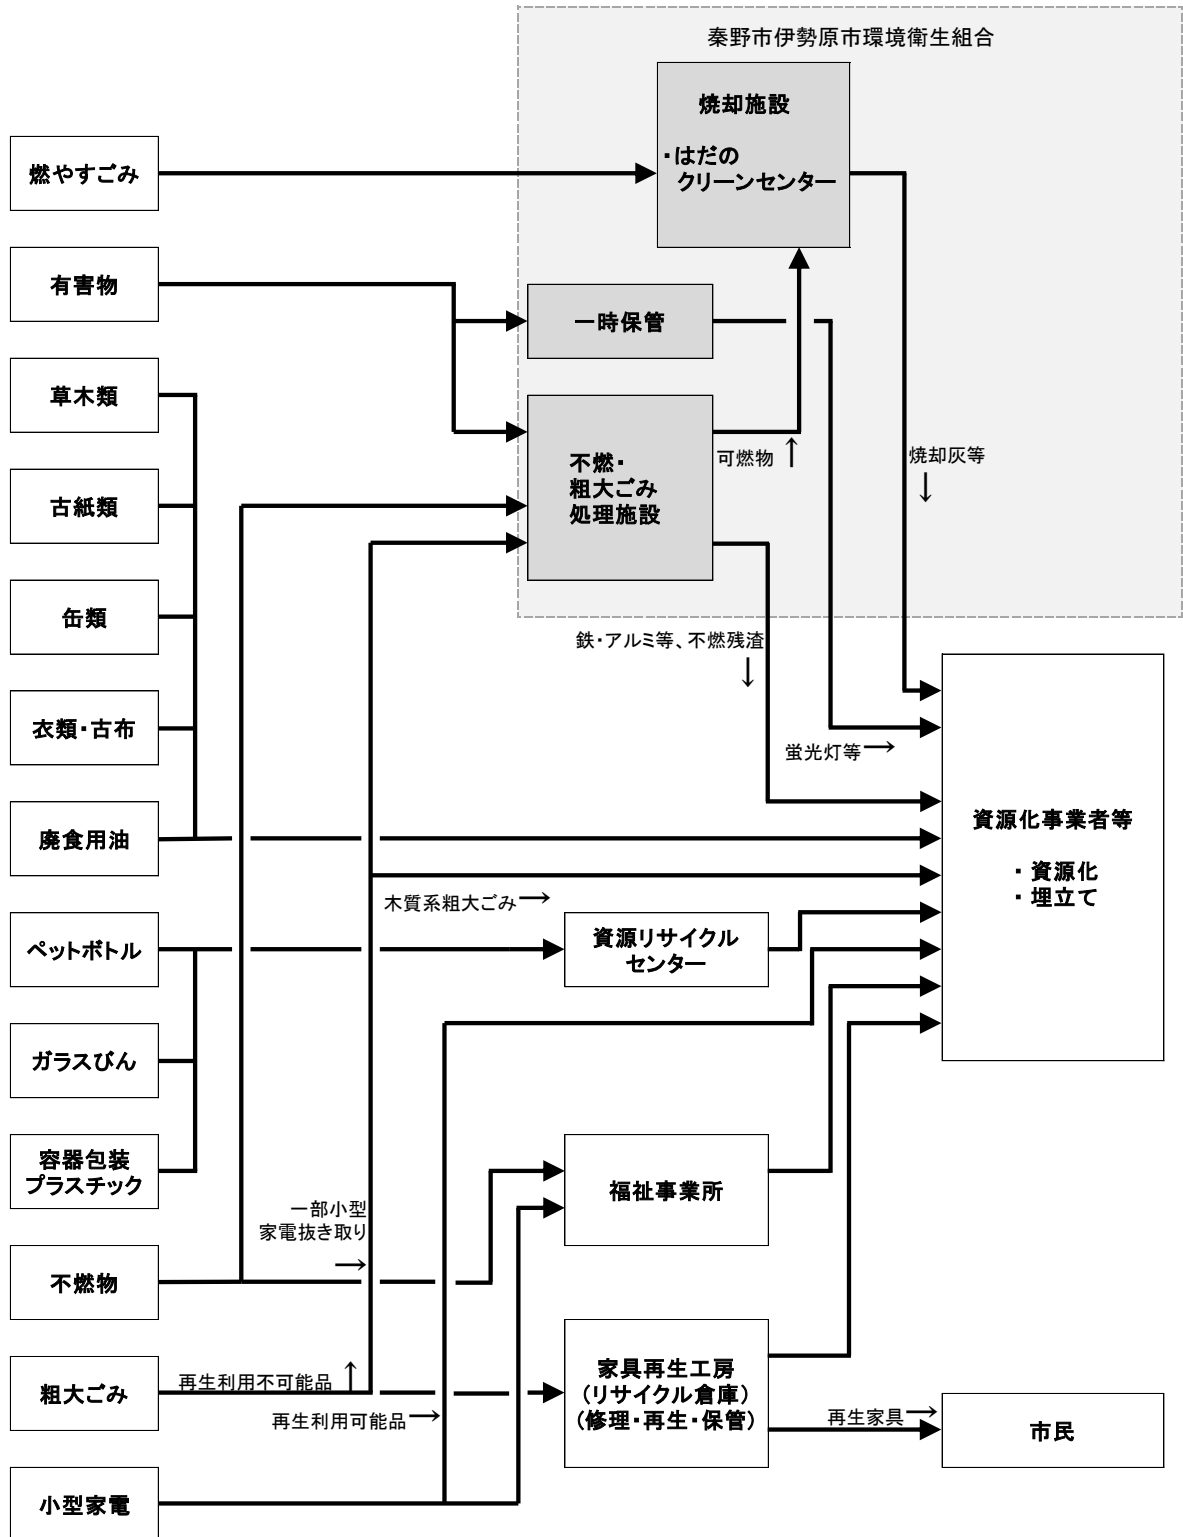 秦野市伊勢原市環境衛生組合
焼却施設
・はだの
クリーンセンター
燃やすごみ
有害物
一時保管
草木類
不燃・
粗大ごみ
処理施設
可燃物 ↑
焼却灰等
↓
古紙類
缶類
鉄・アルミ等、不燃残渣
↓
衣類・古布
蛍光灯等→
廃食用油
資源化事業者等
・資源化
・埋立て
木質系粗大ごみ→
ペットボトル
資源リサイクル
センター
ガラスびん
容器包装
プラスチック
福祉事業所
一部小型
家電抜き取り
→
不燃物
粗大ごみ
再生利用不可能品 ↑
再生利用可能品→
家具再生工房
(リサイクル倉庫)
(修理・再生・保管)
再生家具→
市民
小型家電